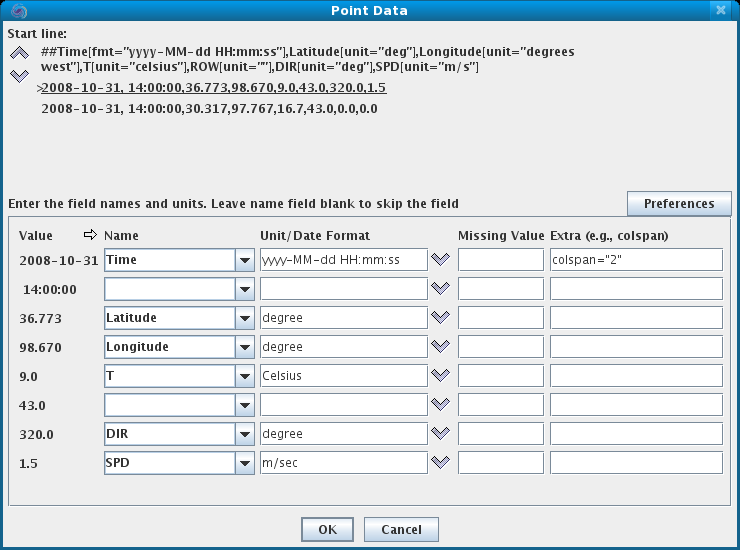 Point Data
Start line:
##Time[fmt="yyyy-MM-dd HH:mm:ss"],Latitude[unit="deg"],Longitude[unit="degrees
west"],T[unit="celsius"],ROW[unit=""],DIR[unit="deg"],SPD[unit="m/s"]
>2008-10-31, 14:00:00,36.773,98.670,9.0,43.0,320.0,1.5
2008-10-31, 14:00:00,30.317,97.767,16.7,43.0,0.0,0.0
Enter the field names and units. Leave name field blank to skip the field Preferences
Value Name Unit/Date Format Missing Value Extra (e.g., colspan)
2008-10-31 Time yyyy-MM-dd HH:mm:ss colspan="2"
14:00:00
36.773 Latitude degree
98.670 Longitude degree
9.0 T Celsius
43.0
320.0 DIR degree
1.5 SPD m/sec
OK Cancel